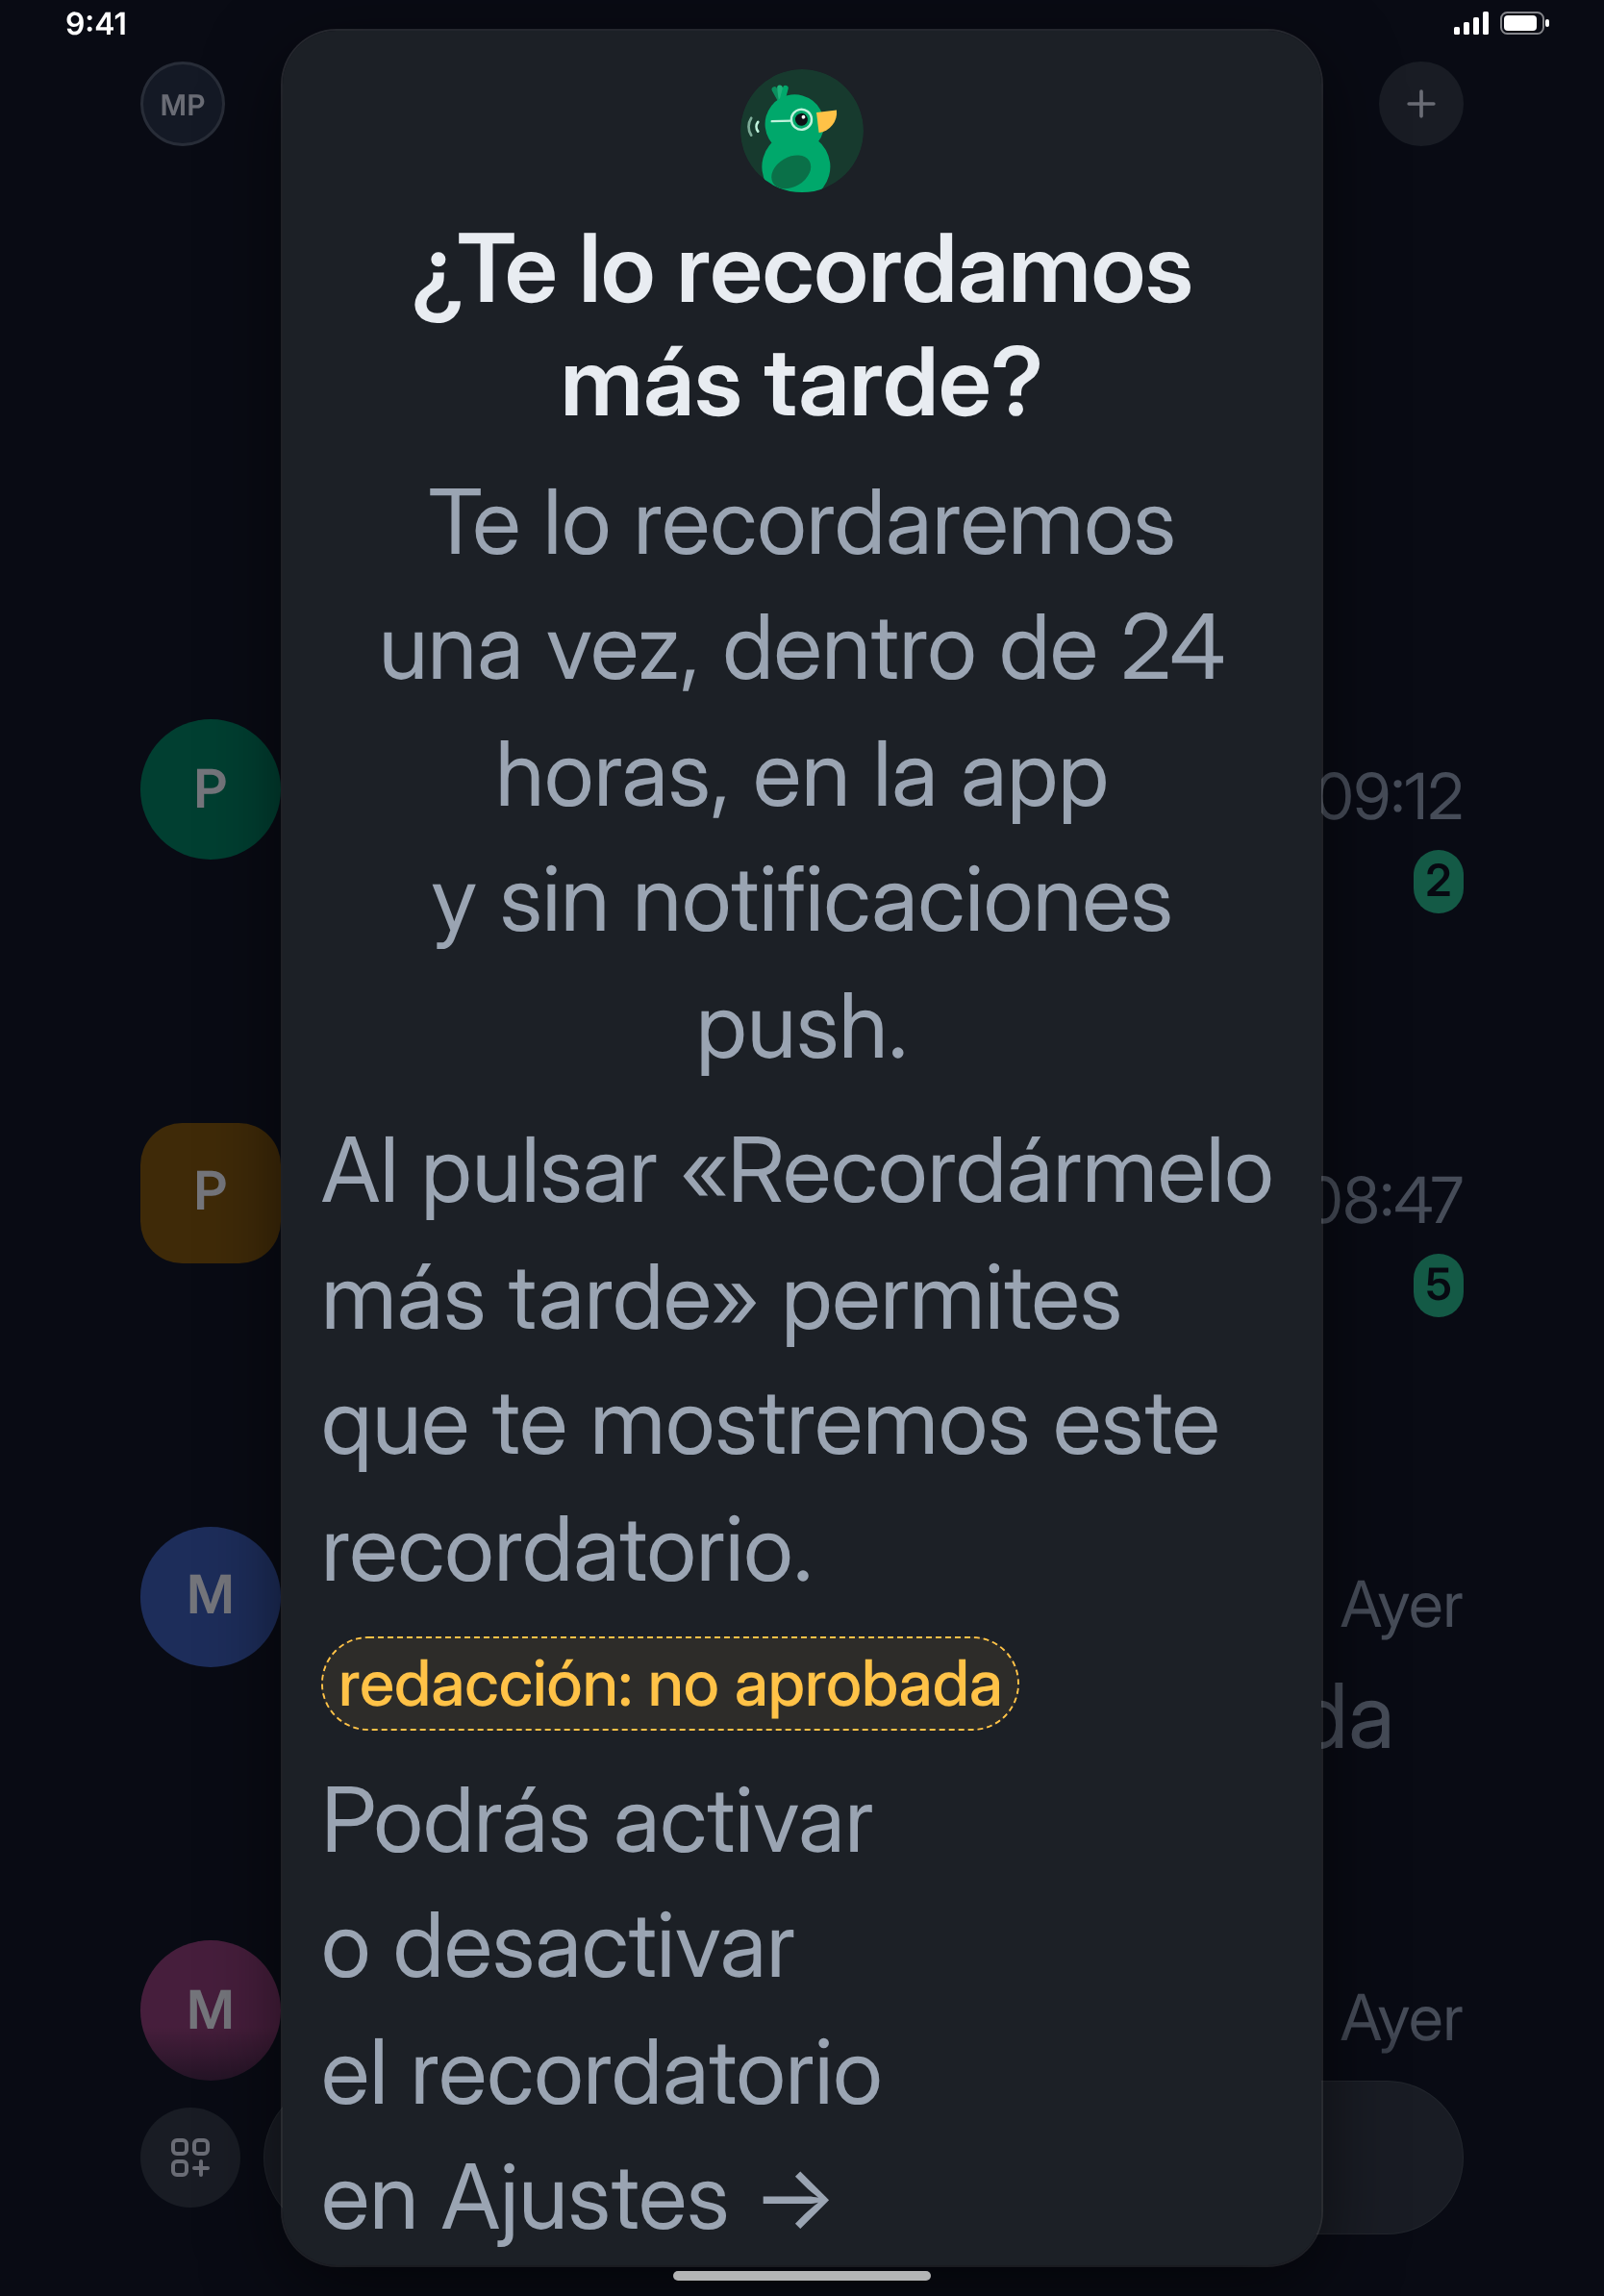 9:41
MP
¿Te lo recordamos
más tarde?
Te lo recordaremos
una vez, dentro de 24
horas, en la app
y sin notificaciones
push.
Al pulsar «Recordármelo
más tarde» permites
que te mostremos este
recordatorio.
redacción: no aprobada
Podrás activar
o desactivar
el recordatorio
en Ajustes →
P
09:12
2
P
08:47
5
M
Ayer
da
M
Ayer